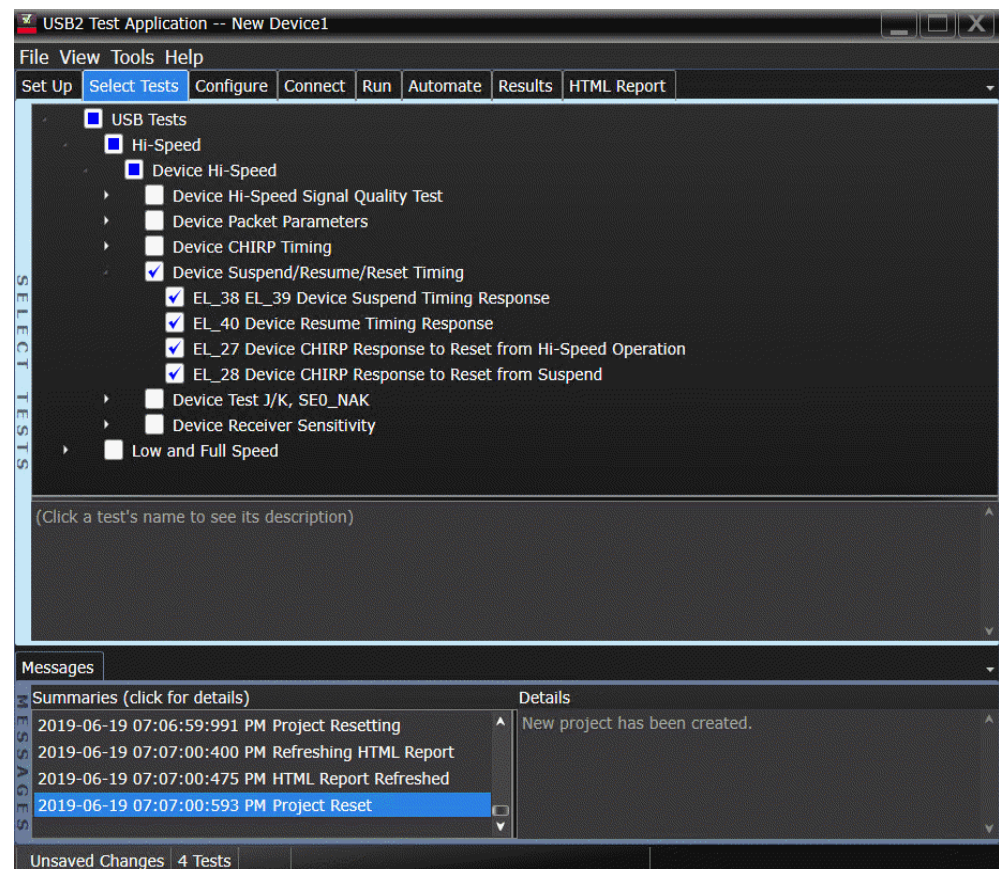 USB2 Test Application -- New Device1
File View Tools Help
Set Up Select Tests Configure Connect Run Automate Results HTML Report
SELECT TESTS
USB Tests
Hi-Speed
Device Hi-Speed
Device Hi-Speed Signal Quality Test
Device Packet Parameters
Device CHIRP Timing
Device Suspend/Resume/Reset Timing
EL_38 EL_39 Device Suspend Timing Response
EL_40 Device Resume Timing Response
EL_27 Device CHIRP Response to Reset from Hi-Speed Operation
EL_28 Device CHIRP Response to Reset from Suspend
Device Test J/K, SE0_NAK
Device Receiver Sensitivity
Low and Full Speed
(Click a test's name to see its description)
Messages
MESSAGES
Summaries (click for details)
2019-06-19 07:06:59:991 PM Project Resetting
2019-06-19 07:07:00:400 PM Refreshing HTML Report
2019-06-19 07:07:00:475 PM HTML Report Refreshed
2019-06-19 07:07:00:593 PM Project Reset
Details
New project has been created.
Unsaved Changes 4 Tests